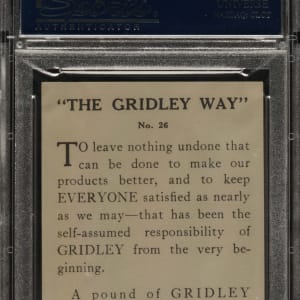 AUTHENTICATOR
"THE GRIDLEY WAY"
No. 26
TO leave nothing undone that
can be done to make our
products better, and to keep
EVERYONE satisfied as nearly
as we may—that has been the
self-assumed responsibility of
GRIDLEY from the very be-
ginning.
A pound of GRIDLEY